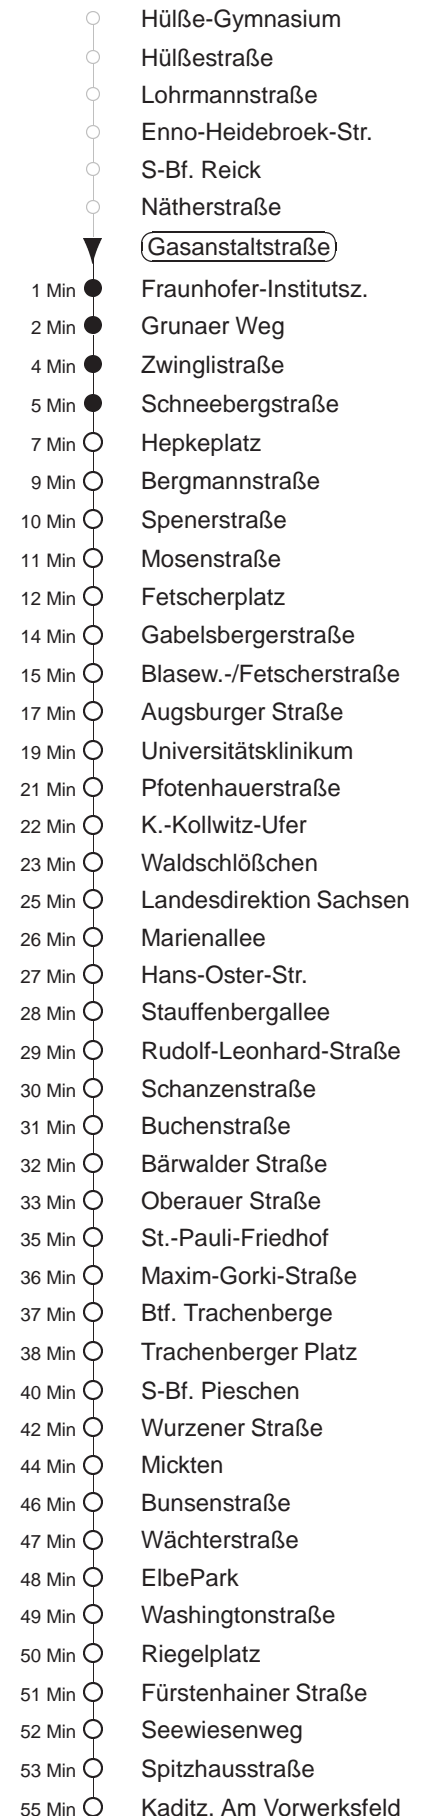 Hülße-Gymnasium
Hülßestraße
Lohrmannstraße
Enno-Heidebroek-Str.
S-Bf. Reick
Nätherstraße
Gasanstaltstraße
1 Min Fraunhofer-Institutsz.
2 Min Grunaer Weg
4 Min Zwinglistraße
5 Min Schneebergstraße
7 Min Hepkeplatz
9 Min Bergmannstraße
10 Min Spenerstraße
11 Min Mosenstraße
12 Min Fetscherplatz
14 Min Gabelsbergerstraße
15 Min Blasew.-/Fetscherstraße
17 Min Augsburger Straße
19 Min Universitätsklinikum
21 Min Pfotenhauerstraße
22 Min K.-Kollwitz-Ufer
23 Min Waldschlößchen
25 Min Landesdirektion Sachsen
26 Min Marienallee
27 Min Hans-Oster-Str.
28 Min Stauffenbergallee
29 Min Rudolf-Leonhard-Straße
30 Min Schanzenstraße
31 Min Buchenstraße
32 Min Bärwalder Straße
33 Min Oberauer Straße
35 Min St.-Pauli-Friedhof
36 Min Maxim-Gorki-Straße
37 Min Btf. Trachenberge
38 Min Trachenberger Platz
40 Min S-Bf. Pieschen
42 Min Wurzener Straße
44 Min Mickten
46 Min Bunsenstraße
47 Min Wächterstraße
48 Min ElbePark
49 Min Washingtonstraße
50 Min Riegelplatz
51 Min Fürstenhainer Straße
52 Min Seewiesenweg
53 Min Spitzhausstraße
55 Min Kaditz, Am Vorwerksfeld